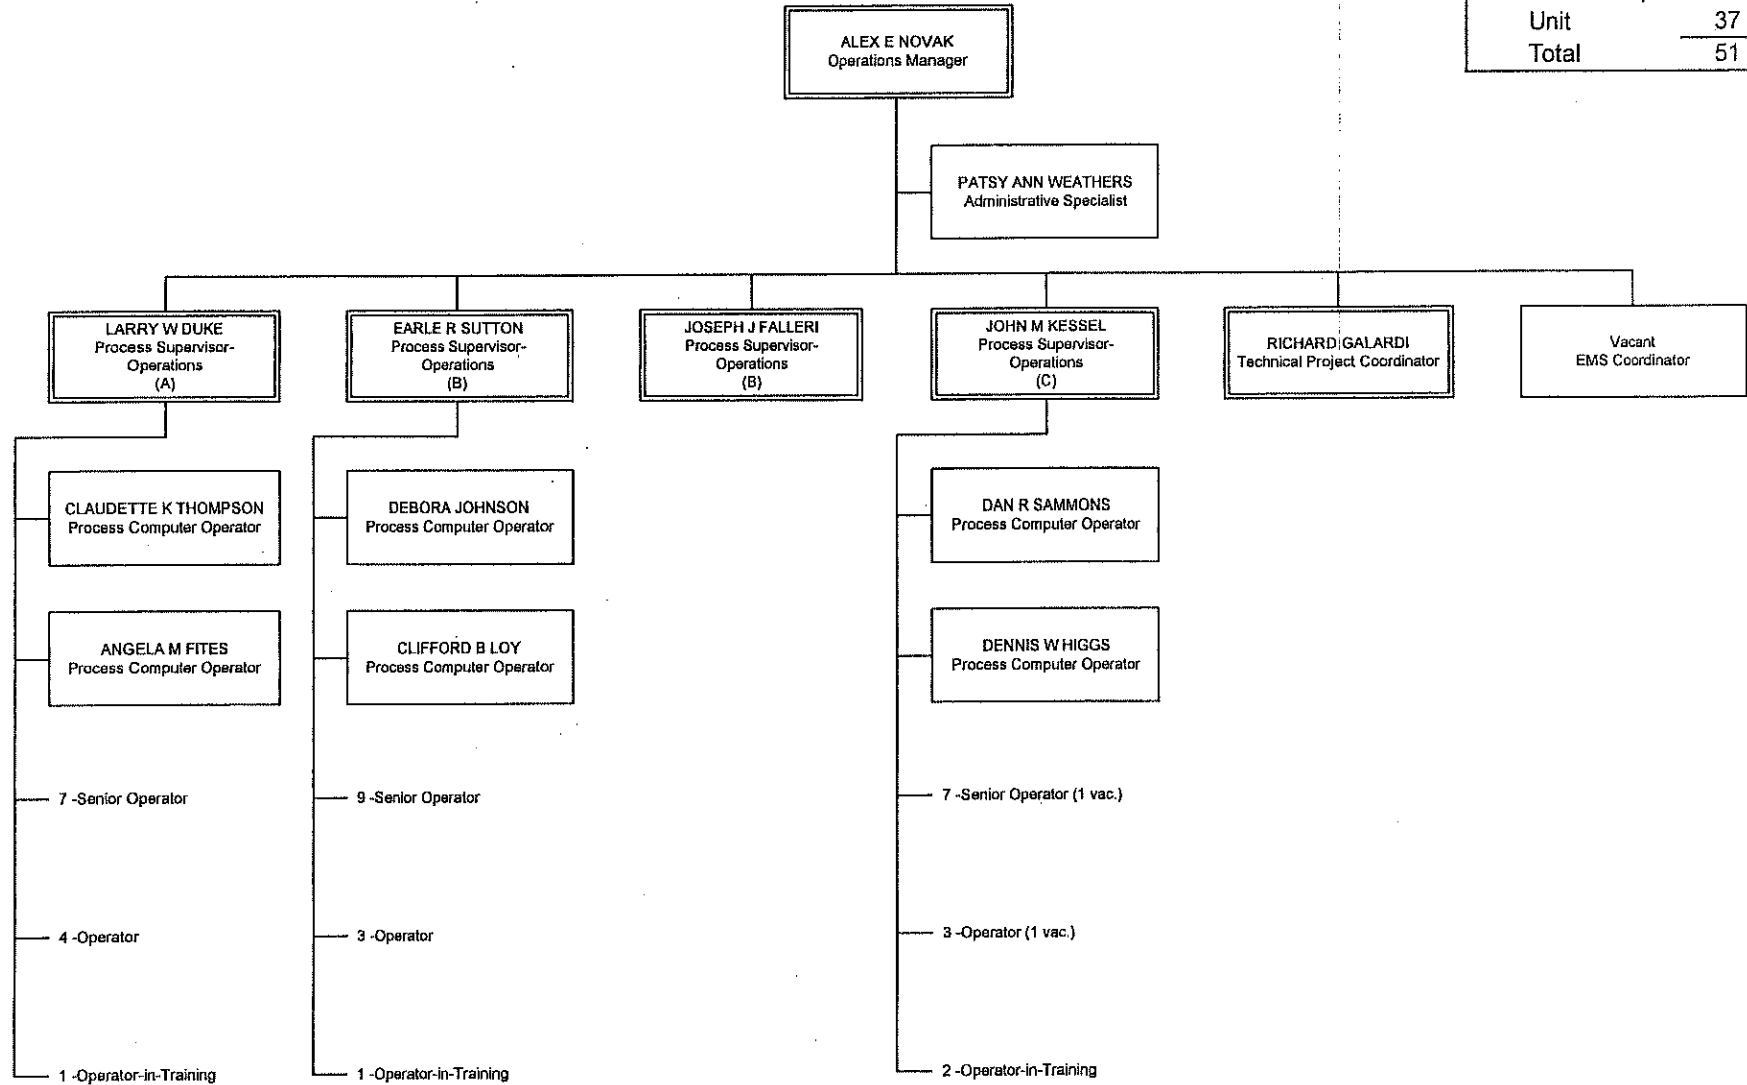 Unit 37
Total 51
ALEX E NOVAK
Operations Manager
PATSY ANN WEATHERS
Administrative Specialist
LARRY W DUKE
Process Supervisor-
Operations
(A)
EARLE R SUTTON
Process Supervisor-
Operations
(B)
JOSEPH J FALLERI
Process Supervisor-
Operations
(B)
JOHN M KESSEL
Process Supervisor-
Operations
(C)
RICHARD GALARDI
Technical Project Coordinator
Vacant
EMS Coordinator
CLAUDETTE K THOMPSON
Process Computer Operator
DEBORA JOHNSON
Process Computer Operator
DAN R SAMMONS
Process Computer Operator
ANGELA M FITES
Process Computer Operator
CLIFFORD B LOY
Process Computer Operator
DENNIS W HIGGS
Process Computer Operator
7 -Senior Operator
9 -Senior Operator
7 -Senior Operator (1 vac.)
4 -Operator
3 -Operator
3 -Operator (1 vac.)
1 -Operator-in-Training
1 -Operator-in-Training
2 -Operator-in-Training